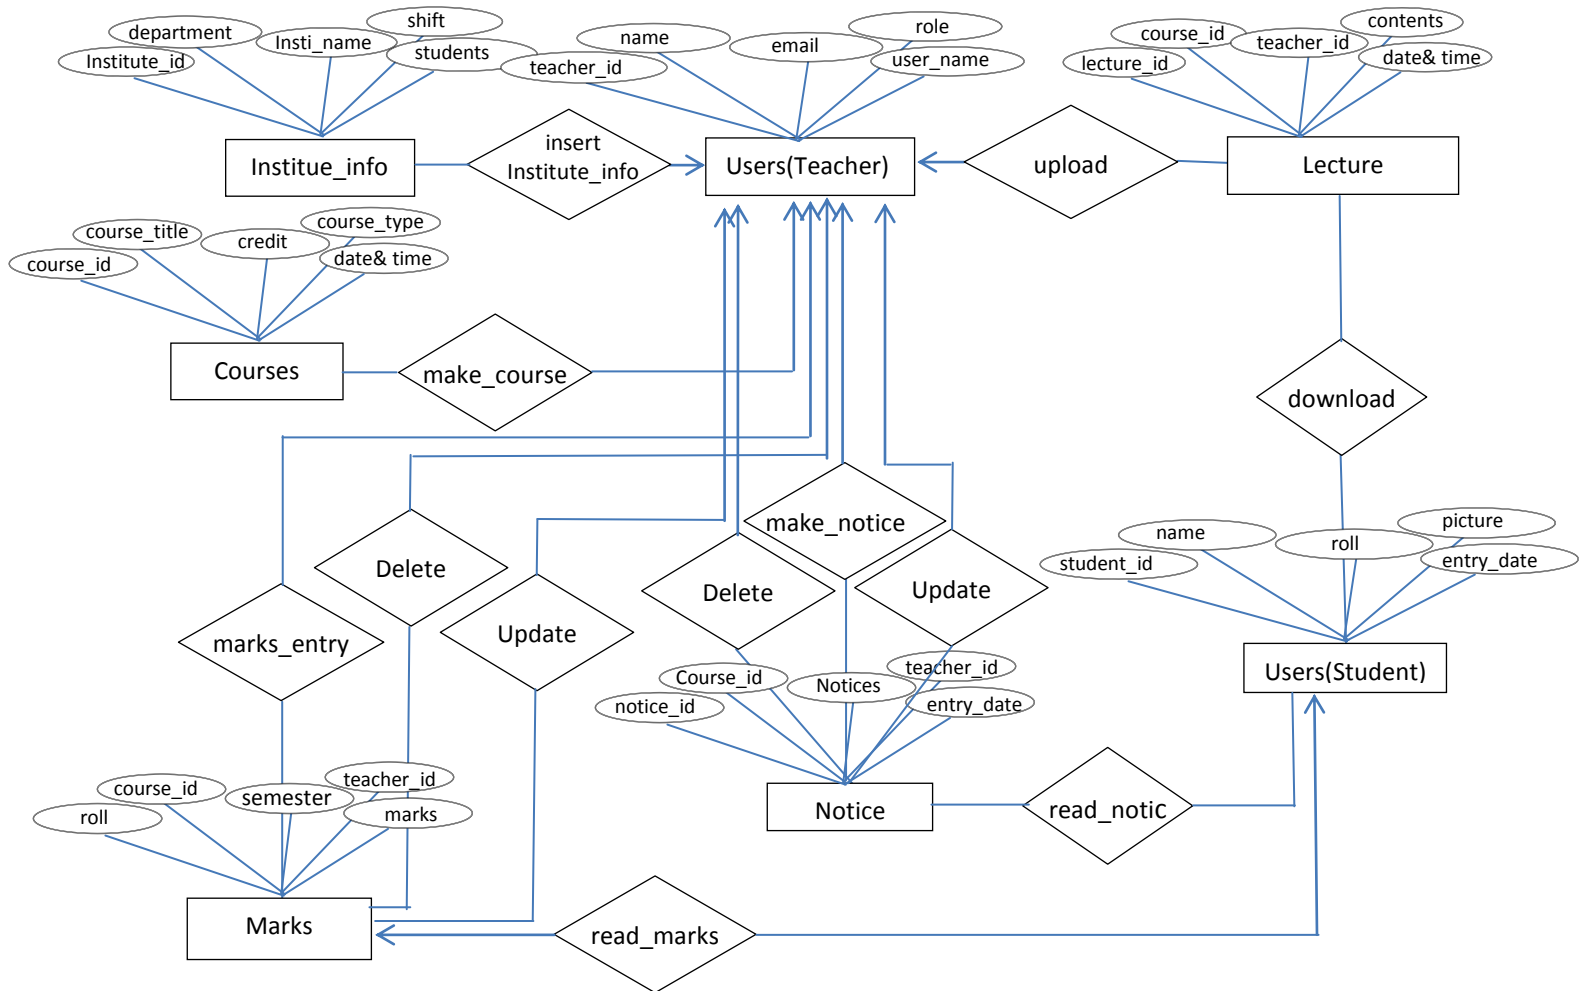 shift
department
Insti_name
students
Institute_id
name
email
role
teacher_id
user_name
contents
course_id
teacher_id
date& time
lecture_id
Institue_info
insert
Institute_info
Users(Teacher)
upload
Lecture
course_title
credit
course_type
date& time
course_id
Courses
make_course
download
make_notice
Delete
Update
marks_entry
Update
Delete
name
roll
picture
student_id
entry_date
Users(Student)
Course_id
Notices
teacher_id
notice_id
entry_date
Notice
read_notic
course_id
semester
teacher_id
roll
marks
Marks
read_marks